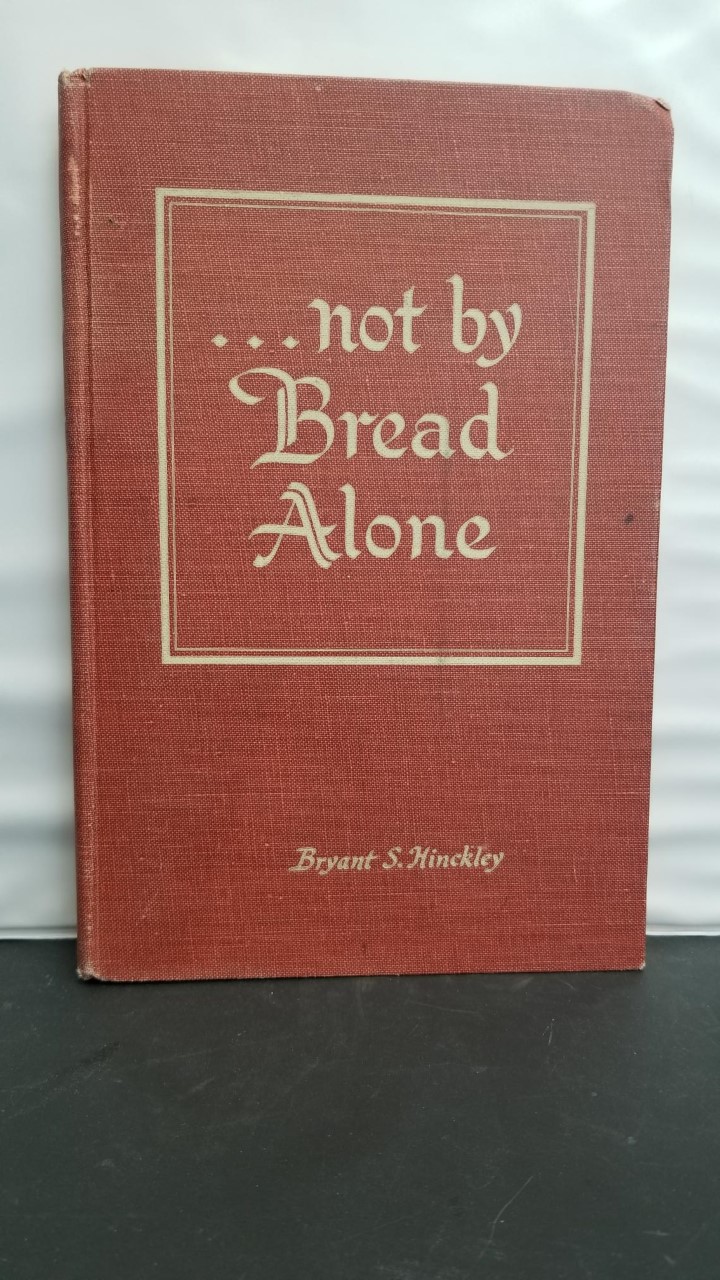 ...not by
Bread
Alone
Bryant S. Hinckley